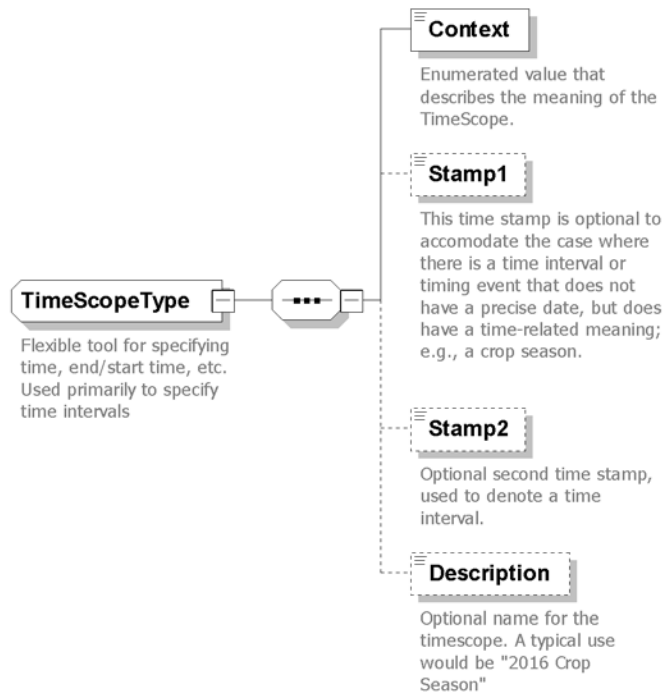 Context
Enumerated value that
describes the meaning of the
TimeScope.
Stamp1
This time stamp is optional to
accomodate the case where
there is a time interval or
timing event that does not
have a precise date, but does
have a time-related meaning;
e.g., a crop season.
TimeScopeType
Flexible tool for specifying
time, end/start time, etc.
Used primarily to specify
time intervals
Stamp2
Optional second time stamp,
used to denote a time
interval.
Description
Optional name for the
timescope. A typical use
would be "2016 Crop
Season"